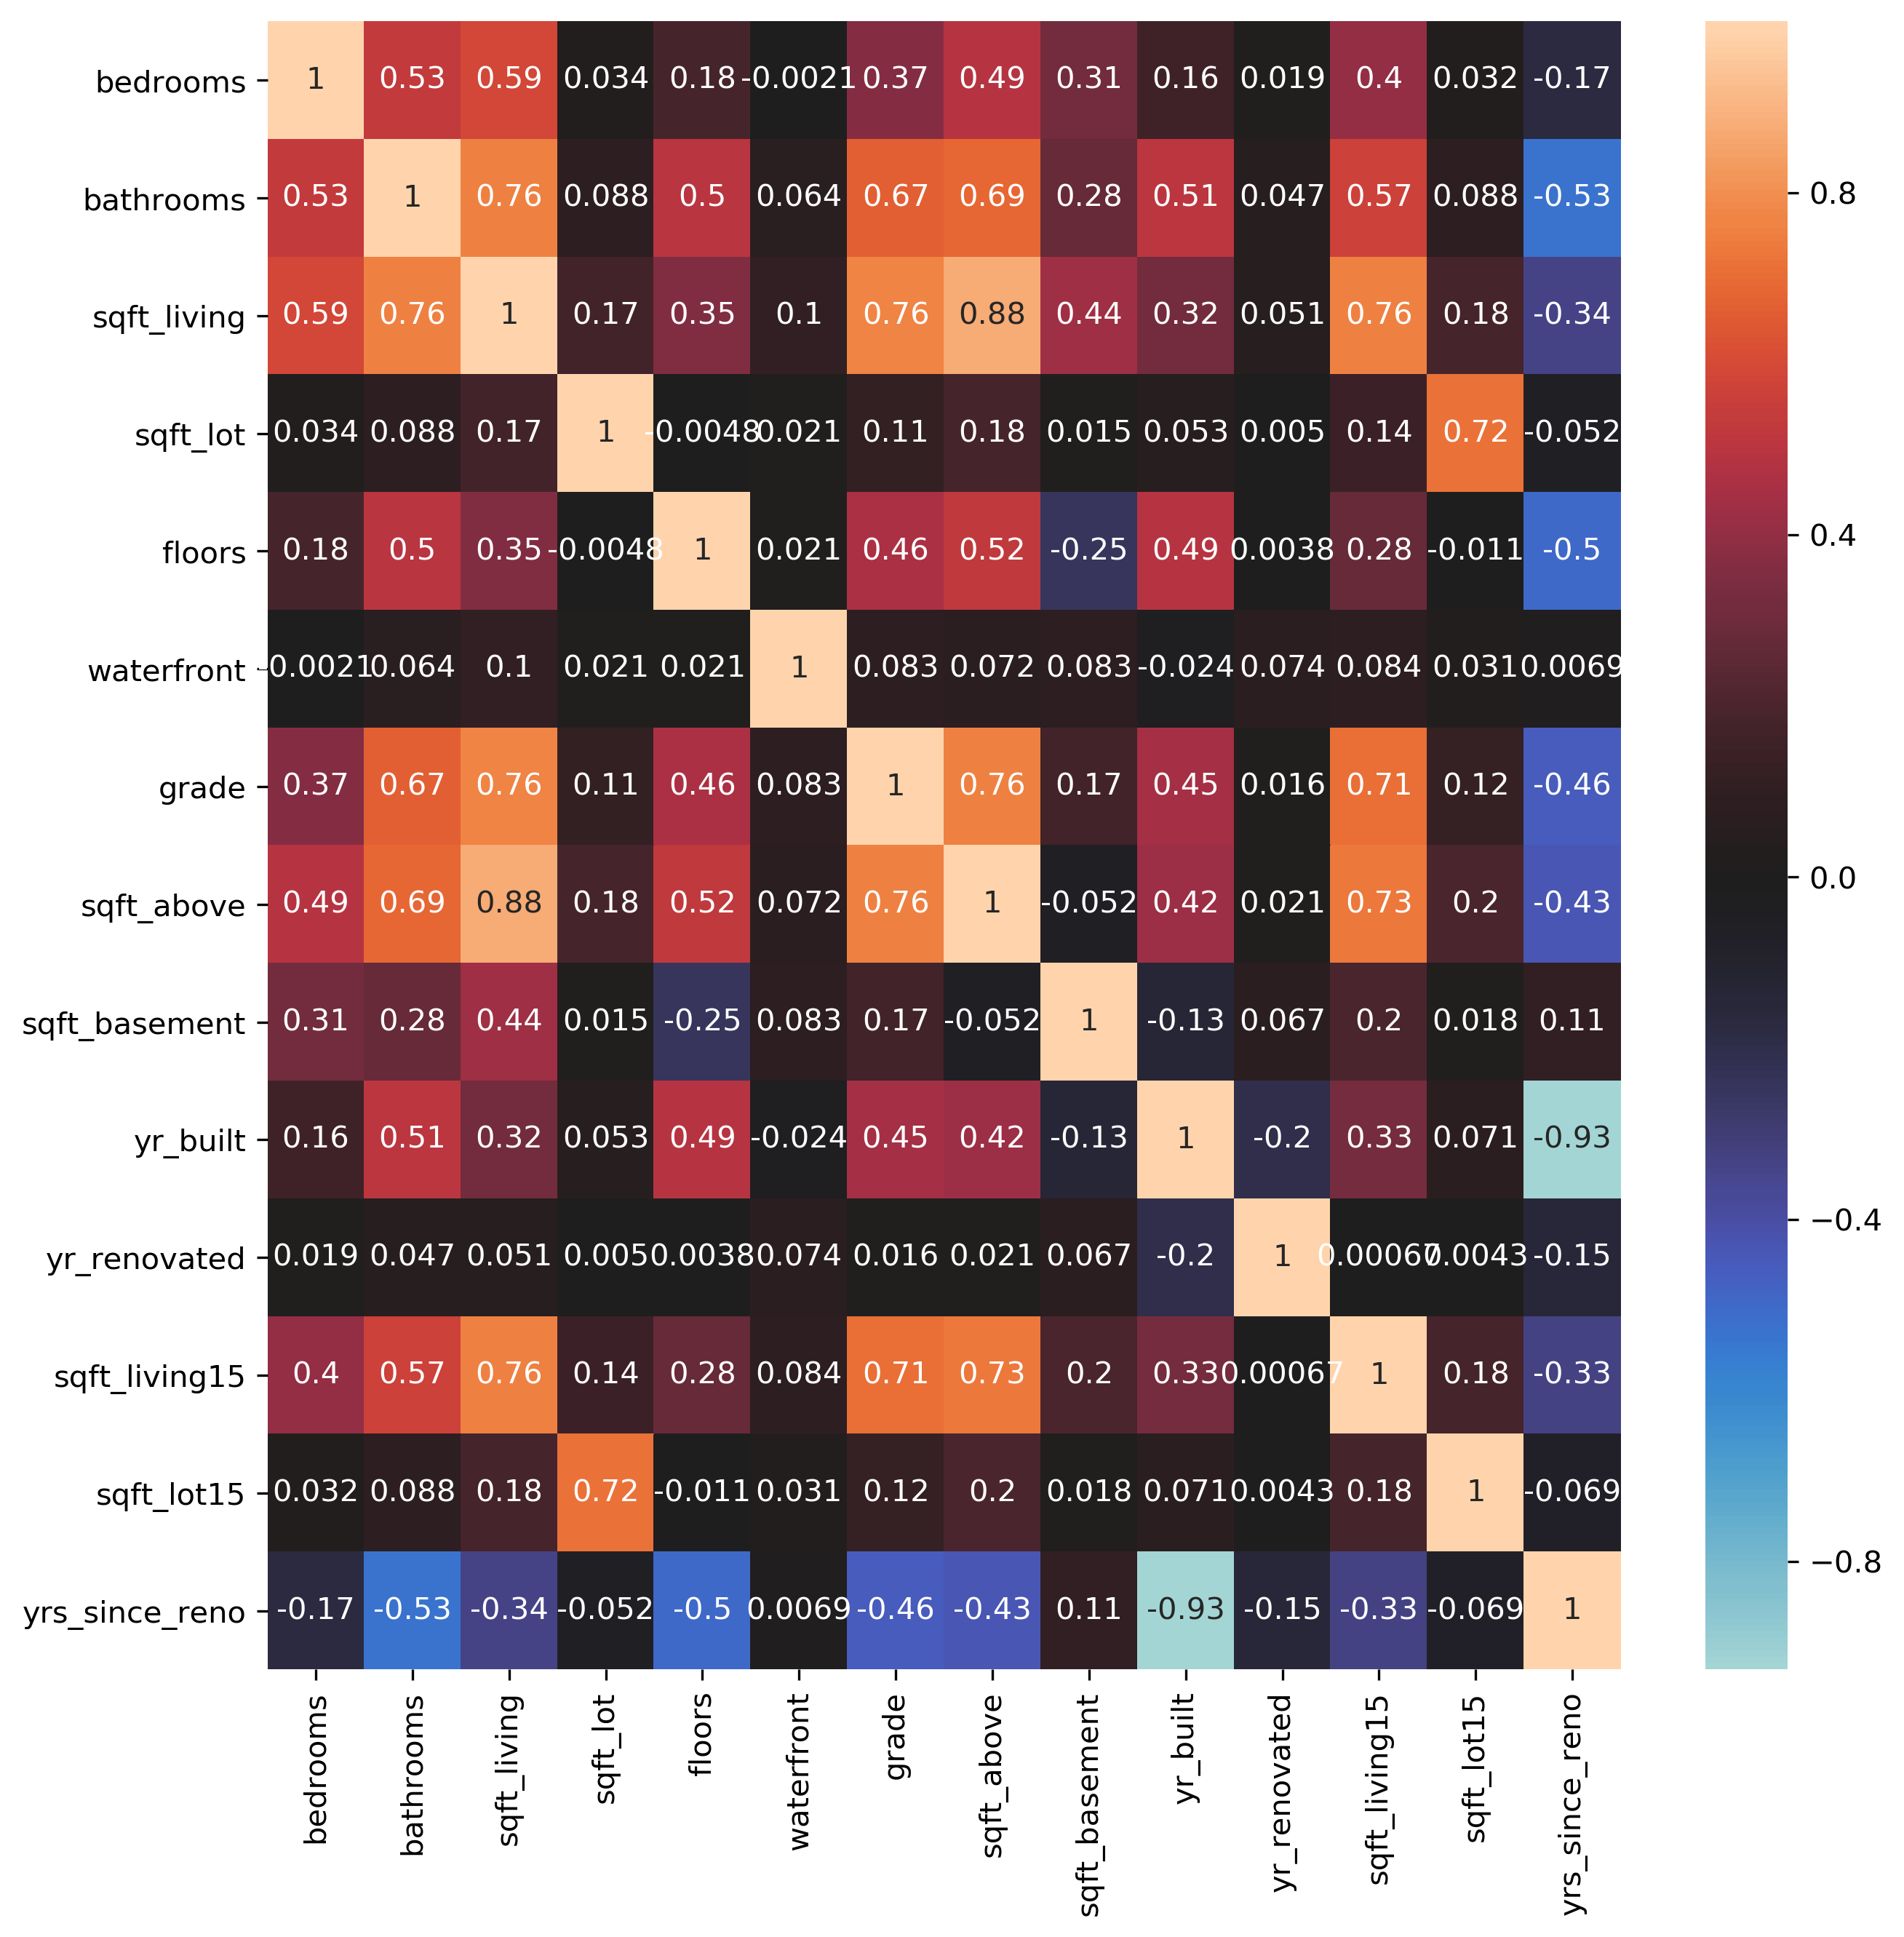 bedrooms 1 0.53 0.59 0.034 0.18 -0.0021 0.37 0.49 0.31 0.16 0.019 0.4 0.032 -0.17
bathrooms 0.53 1 0.76 0.088 0.5 0.064 0.67 0.69 0.28 0.51 0.047 0.57 0.088 -0.53
0.8
sqft_living 0.59 0.76 1 0.17 0.35 0.1 0.76 0.88 0.44 0.32 0.051 0.76 0.18 -0.34
sqft_lot 0.034 0.088 0.17 1 -0.0048 0.021 0.11 0.18 0.015 0.053 0.005 0.14 0.72 -0.052
0.4
floors 0.18 0.5 0.35 -0.0048 1 0.021 0.46 0.52 -0.25 0.49 0.0038 0.28 -0.011 -0.5
waterfront -0.0021 0.064 0.1 0.021 0.021 1 0.083 0.072 0.083 -0.024 0.074 0.084 0.031 0.0069
grade 0.37 0.67 0.76 0.11 0.46 0.083 1 0.76 0.17 0.45 0.016 0.71 0.12 -0.46
0.0
sqft_above 0.49 0.69 0.88 0.18 0.52 0.072 0.76 1 -0.052 0.42 0.021 0.73 0.2 -0.43
sqft_basement 0.31 0.28 0.44 0.015 -0.25 0.083 0.17 -0.052 1 -0.13 0.067 0.2 0.018 0.11
yr_built 0.16 0.51 0.32 0.053 0.49 -0.024 0.45 0.42 -0.13 1 -0.2 0.33 0.071 -0.93
−0.4
yr_renovated 0.019 0.047 0.051 0.005 0.0038 0.074 0.016 0.021 0.067 -0.2 1 0.00067 0.0043 -0.15
sqft_living15 0.4 0.57 0.76 0.14 0.28 0.084 0.71 0.73 0.2 0.33 0.00067 1 0.18 -0.33
sqft_lot15 0.032 0.088 0.18 0.72 -0.011 0.031 0.12 0.2 0.018 0.071 0.0043 0.18 1 -0.069
−0.8
yrs_since_reno -0.17 -0.53 -0.34 -0.052 -0.5 0.0069 -0.46 -0.43 0.11 -0.93 -0.15 -0.33 -0.069 1
bedrooms
bathrooms
sqft_living
sqft_lot
floors
waterfront
grade
sqft_above
sqft_basement
yr_built
yr_renovated
sqft_living15
sqft_lot15
yrs_since_reno